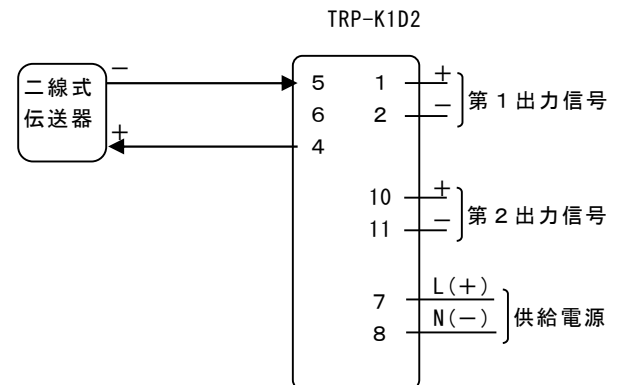 TRP-K1D2
二線式
伝送器
−
+
5
6
4
1
2
+
−
第1出力信号
10
11
+
−
第2出力信号
7
8
L(+)
N(−)
供給電源